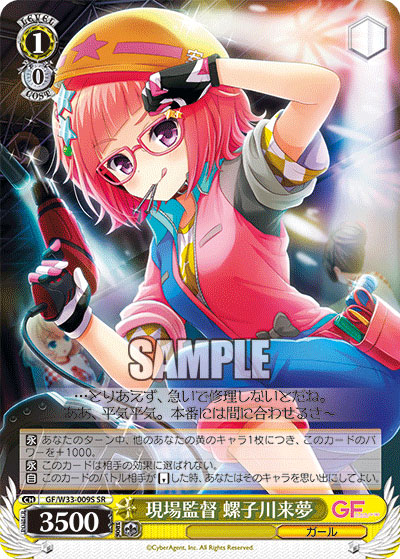 LEVEL
1
0
COST
SAMPLE
…とりあえず、急いで修理しないとだね。
ああ、平気平気。本番には間に合わせるさ～
永 あなたのターン中、他のあなたの黄のキャラ1枚につき、このカードのパワーを+1000。
永 このカードは相手の効果に選ばれない。
自 このカードのバトル相手が【↓】した時、あなたはそのキャラを思い出にしてよい。
CH GF/W33-009S SR
3500
現場監督 螺子川来夢
GF
ガール
©CyberAgent, Inc. All Rights Reserved.